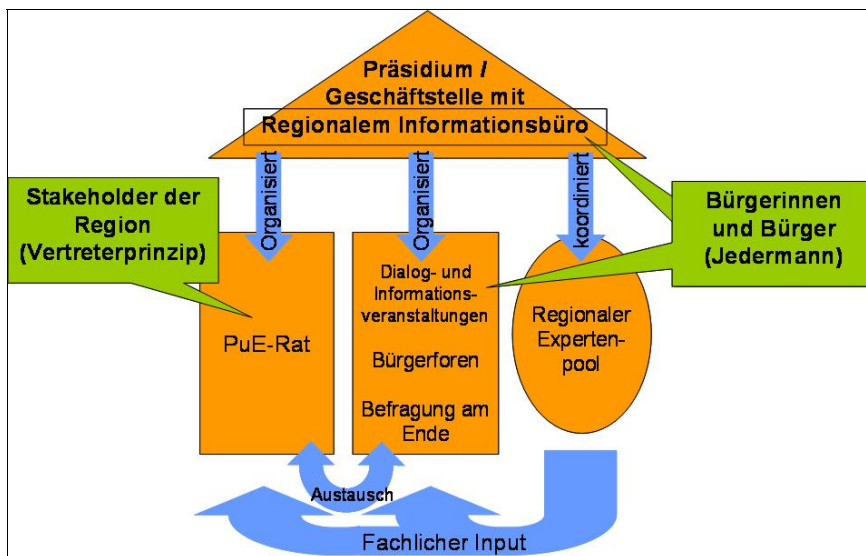 Präsidium /
Geschäftstelle mit
Regionalem Informationsbüro
Organisiert
Organisiert
koordiniert
Stakeholder der
Region
(Vertreterprinzip)
Bürgerinnen
und Bürger
(Jedermann)
PuE-Rat
Dialog- und
Informations-
veranstaltungen
Bürgerforen
Befragung am
Ende
Regionaler
Experten-
pool
Austausch
Fachlicher Input